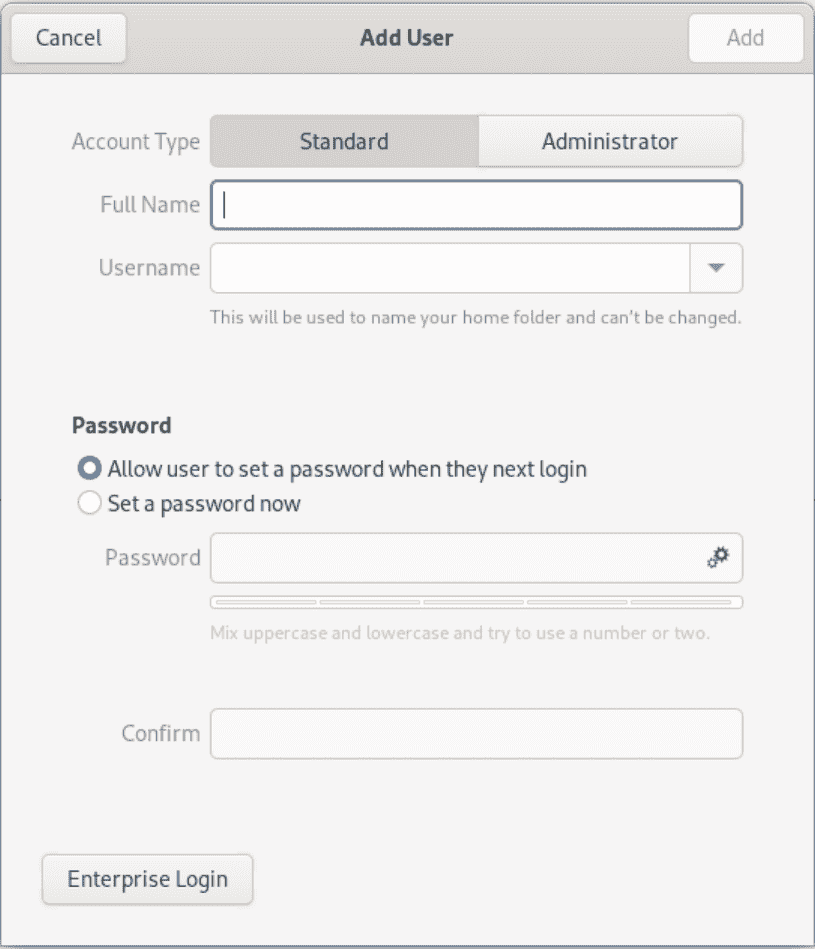 Cancel Add User Add
Account Type Standard Administrator
Full Name
Username
This will be used to name your home folder and can't be changed.
Password
Allow user to set a password when they next login
Set a password now
Password
Mix uppercase and lowercase and try to use a number or two.
Confirm
Enterprise Login